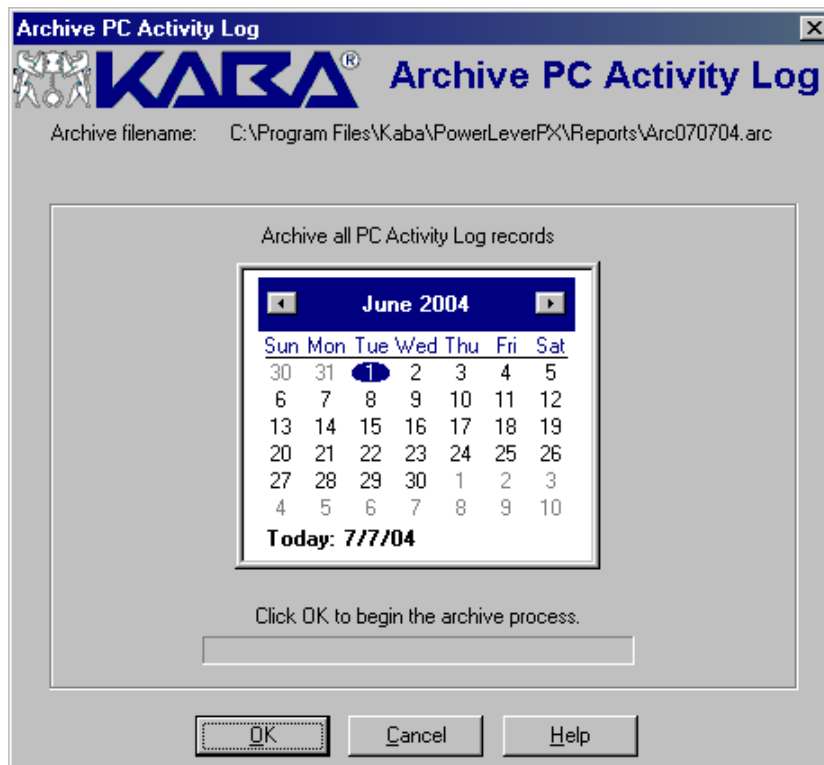 Archive PC Activity Log
KABA® Archive PC Activity Log
Archive filename: C:\Program Files\Kaba\PowerLeverPX\Reports\Arc070704.arc
Archive all PC Activity Log records
June 2004
Sun Mon Tue Wed Thu Fri Sat
30 31 1 2 3 4 5
6 7 8 9 10 11 12
13 14 15 16 17 18 19
20 21 22 23 24 25 26
27 28 29 30 1 2 3
4 5 6 7 8 9 10
Today: 7/7/04
Click OK to begin the archive process.
OK Cancel Help